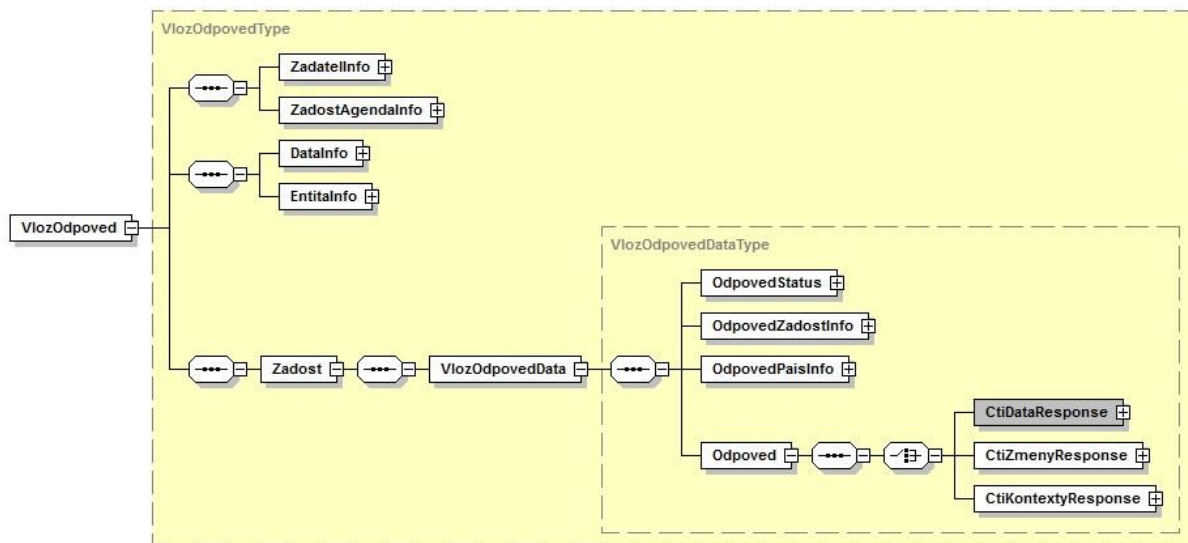 VlozOdpovedType
ZadatelInfo
ZadostAgendaInfo
DataInfo
EntitaInfo
VlozOdpoved
VlozOdpovedDataType
OdpovedStatus
OdpovedZadostInfo
Zadost
VlozOdpovedData
OdpovedPaisInfo
CtiDataResponse
Odpoved
CtiZmenyResponse
CtiKontextyResponse